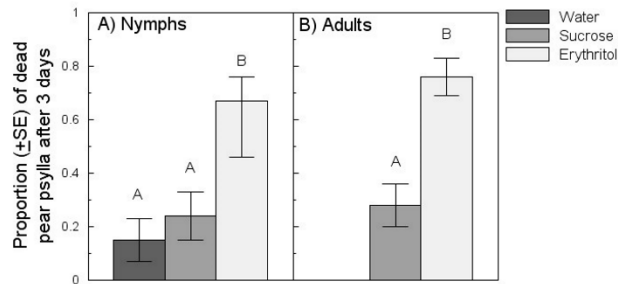 A) Nymphs
B) Adults
Water
Sucrose
Erythritol
Proportion (±SE) of dead
pear psylla after 3 days
1
0.8
0.6
0.4
0.2
0
A
A
B
A
B